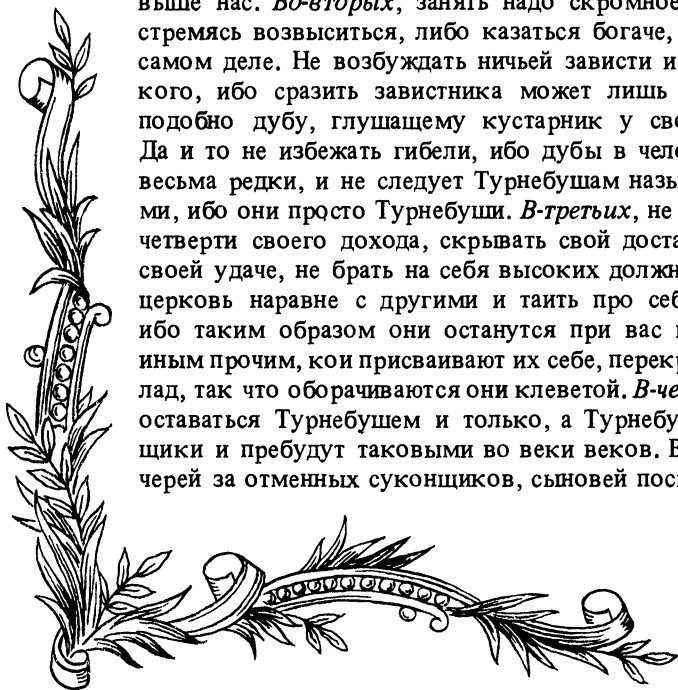 выше нас. Во-вторых, занять надо скромное
стремясь возвыситься, либо казаться богаче,
самом деле. Не возбуждать ничьей зависти и
кого, ибо сразить завистника может лишь
подобно дубу, глушащему кустарник у сво
Да и то не избежать гибели, ибо дубы в чело
весьма редки, и не следует Турнебушам назы
ми, ибо они просто Турнебуши. В-третьих, не
четверти своего дохода, скрывать свой доста
своей удаче, не брать на себя высоких должн
церковь наравне с другими и таить про себ
ибо таким образом они останутся при вас и
иным прочим, кои присваивают их себе, перекр
лад, так что оборачиваются они клеветой. В-че
оставаться Турнебушем и только, а Турнебу
щики и пребудут таковыми во веки веков. В
черей за отменных суконщиков, сыновей пос